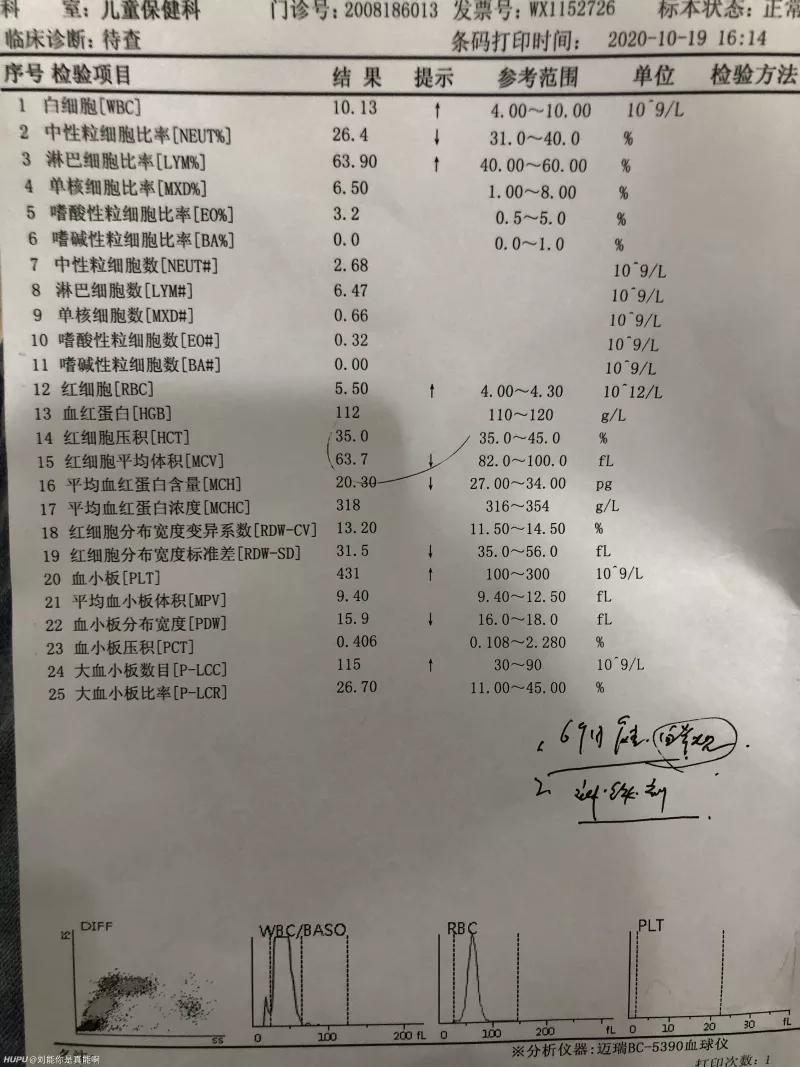 科 室：儿童保健科 门诊号：2008186013 发票号：WX1152726 标本状态：正常
临床诊断：待查 条码打印时间： 2020-10-19 16:14
序号 检验项目 结 果 提示 参考范围 单位 检验方法
1 白细胞[WBC] 10.13 ↑ 4.00～10.00 10^9/L
2 中性粒细胞比率[NEUT%] 26.4 ↓ 31.0～40.0 %
3 淋巴细胞比率[LYM%] 63.90 ↑ 40.00～60.00 %
4 单核细胞比率[MXD%] 6.50 1.00～8.00 %
5 嗜酸性粒细胞比率[EO%] 3.2 0.5～5.0 %
6 嗜碱性粒细胞比率[BA%] 0.0 0.0～1.0 %
7 中性粒细胞数[NEUT#] 2.68 10^9/L
8 淋巴细胞数[LYM#] 6.47 10^9/L
9 单核细胞数[MXD#] 0.66 10^9/L
10 嗜酸性粒细胞数[EO#] 0.32 10^9/L
11 嗜碱性粒细胞数[BA#] 0.00 10^9/L
12 红细胞[RBC] 5.50 ↑ 4.00～4.30 10^12/L
13 血红蛋白[HGB] 112 110～120 g/L
14 红细胞压积[HCT] 35.0 35.0～45.0 %
15 红细胞平均体积[MCV] 63.7 ↓ 82.0～100.0 fL
16 平均血红蛋白含量[MCH] 20.30 ↓ 27.00～34.00 pg
17 平均血红蛋白浓度[MCHC] 318 316～354 g/L
18 红细胞分布宽度变异系数[RDW-CV] 13.20 11.50～14.50 %
19 红细胞分布宽度标准差[RDW-SD] 31.5 ↓ 35.0～56.0 fL
20 血小板[PLT] 431 ↑ 100～300 10^9/L
21 平均血小板体积[MPV] 9.40 9.40～12.50 fL
22 血小板分布宽度[PDW] 15.9 ↓ 16.0～18.0 fL
23 血小板压积[PCT] 0.406 0.108～2.280 %
24 大血小板数目[P-LCC] 115 ↑ 30～90 10^9/L
25 大血小板比率[P-LCR] 26.70 11.00～45.00 %
DIFF WBC/BASO RBC PLT
SS 0 100 200 fL 0 100 200 fL 0 10 20 30 fL
※分析仪器:迈瑞BC-5390血球仪
打印次数：1
HUPU @刘能你是真能啊